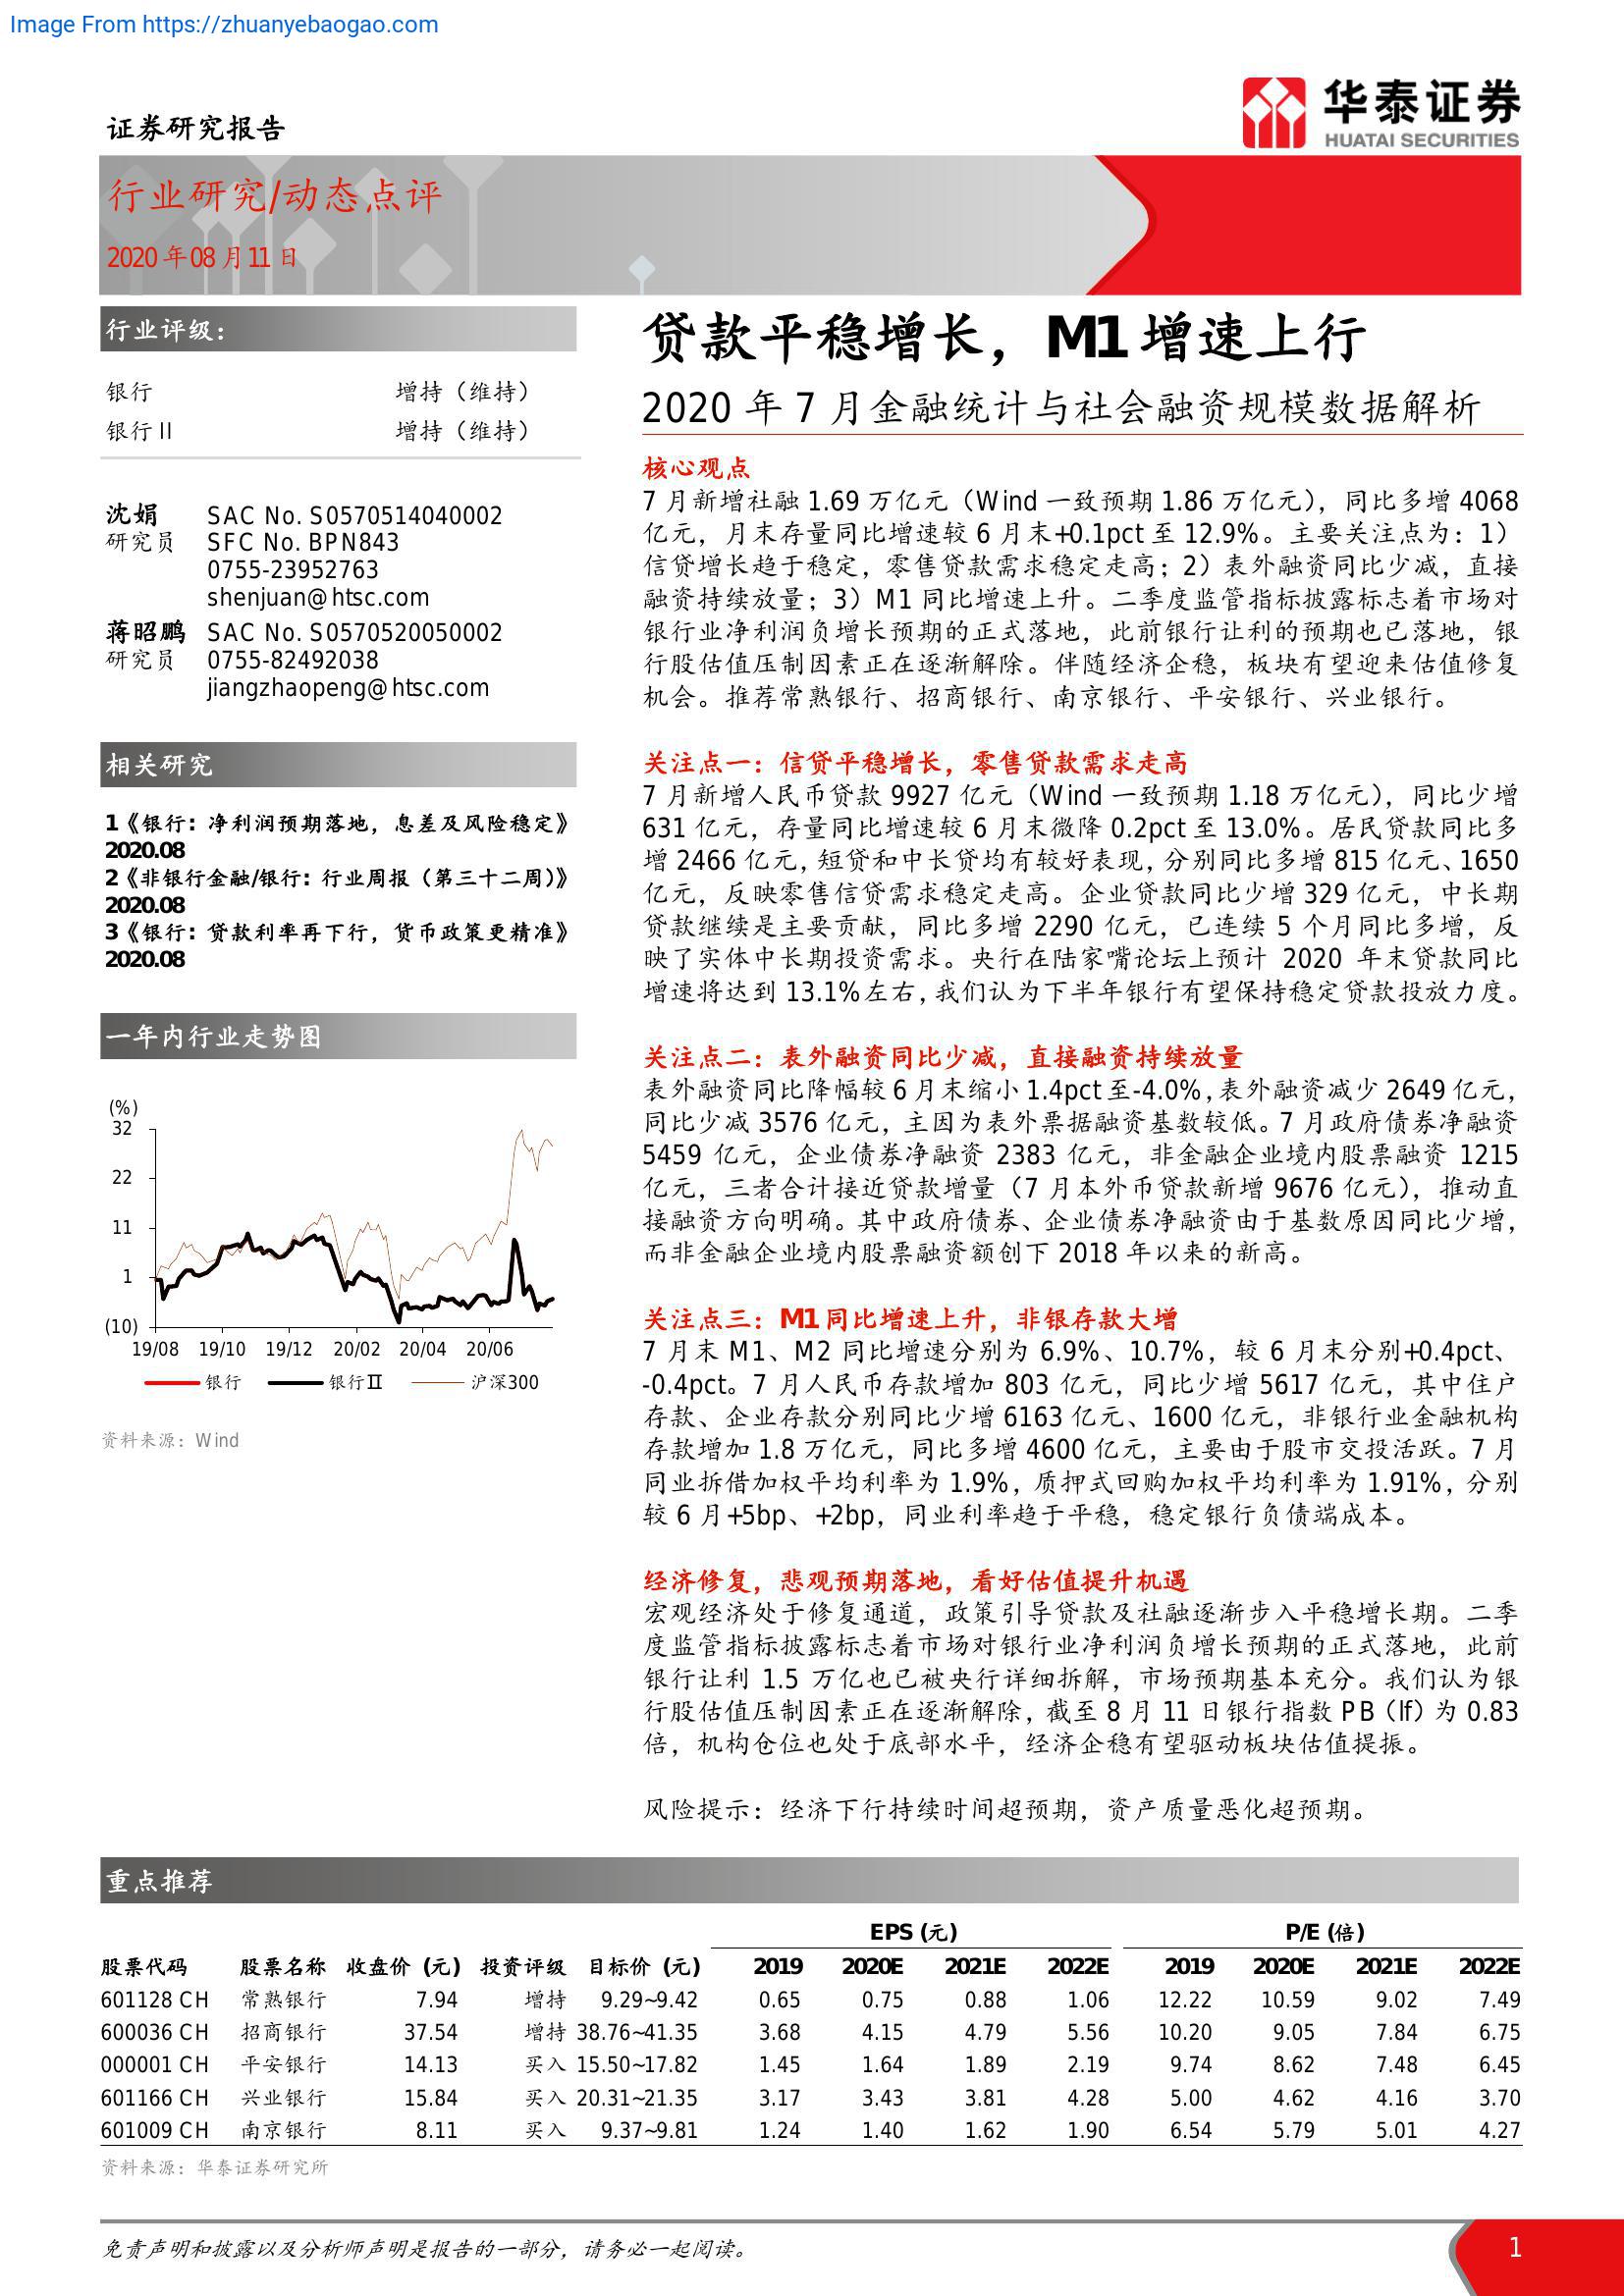 Image From https://zhuanyebaogao.com
证券研究报告
华泰证券
HUATAI SECURITIES
行业研究/动态点评
2020年08月11日
行业评级：
银行 增持（维持）
银行II 增持（维持）
沈娟 SAC No. S0570514040002
研究员 SFC No. BPN843
0755-23952763
shenjuan@htsc.com
蒋昭鹏 SAC No. S0570520050002
研究员 0755-82492038
jiangzhaopeng@htsc.com
相关研究
1《银行：净利润预期落地，息差及风险稳定》
2020.08
2《非银行金融/银行：行业周报（第三十二周）》
2020.08
3《银行：贷款利率再下行，货币政策更精准》
2020.08
一年内行业走势图
(%)
32
22
11
1
(10)
19/08 19/10 19/12 20/02 20/04 20/06
银行 银行Ⅱ 沪深300
资料来源：Wind
贷款平稳增长，M1增速上行
2020 年 7 月金融统计与社会融资规模数据解析
核心观点
7 月新增社融 1.69 万亿元（Wind 一致预期 1.86 万亿元），同比多增 4068
亿元，月末存量同比增速较 6 月末+0.1pct 至 12.9%。主要关注点为：1）
信贷增长趋于稳定，零售贷款需求稳定走高；2）表外融资同比少减，直接
融资持续放量；3）M1 同比增速上升。二季度监管指标披露标志着市场对
银行业净利润负增长预期的正式落地，此前银行让利的预期也已落地，银
行股估值压制因素正在逐渐解除。伴随经济企稳，板块有望迎来估值修复
机会。推荐常熟银行、招商银行、南京银行、平安银行、兴业银行。
关注点一：信贷平稳增长，零售贷款需求走高
7 月新增人民币贷款 9927 亿元（Wind 一致预期 1.18 万亿元），同比少增
631 亿元，存量同比增速较 6 月末微降 0.2pct 至 13.0%。居民贷款同比多
增 2466 亿元，短贷和中长贷均有较好表现，分别同比多增 815 亿元、1650
亿元，反映零售信贷需求稳定走高。企业贷款同比少增 329 亿元，中长期
贷款继续是主要贡献，同比多增 2290 亿元，已连续 5 个月同比多增，反
映了实体中长期投资需求。央行在陆家嘴论坛上预计 2020 年末贷款同比
增速将达到 13.1%左右，我们认为下半年银行有望保持稳定贷款投放力度。
关注点二：表外融资同比少减，直接融资持续放量
表外融资同比降幅较 6 月末缩小 1.4pct 至-4.0%，表外融资减少 2649 亿元，
同比少减 3576 亿元，主因为表外票据融资基数较低。7 月政府债券净融资
5459 亿元，企业债券净融资 2383 亿元，非金融企业境内股票融资 1215
亿元，三者合计接近贷款增量（7 月本外币贷款新增 9676 亿元），推动直
接融资方向明确。其中政府债券、企业债券净融资由于基数原因同比少增，
而非金融企业境内股票融资额创下 2018 年以来的新高。
关注点三：M1同比增速上升，非银存款大增
7 月末 M1、M2 同比增速分别为 6.9%、10.7%，较 6 月末分别+0.4pct、
-0.4pct。7 月人民币存款增加 803 亿元，同比少增 5617 亿元，其中住户
存款、企业存款分别同比少增 6163 亿元、1600 亿元，非银行业金融机构
存款增加 1.8 万亿元，同比多增 4600 亿元，主要由于股市交投活跃。7 月
同业拆借加权平均利率为 1.9%，质押式回购加权平均利率为 1.91%，分别
较 6 月+5bp、+2bp，同业利率趋于平稳，稳定银行负债端成本。
经济修复，悲观预期落地，看好估值提升机遇
宏观经济处于修复通道，政策引导贷款及社融逐渐步入平稳增长期。二季
度监管指标披露标志着市场对银行业净利润负增长预期的正式落地，此前
银行让利 1.5 万亿也已被央行详细拆解，市场预期基本充分。我们认为银
行股估值压制因素正在逐渐解除，截至 8 月 11 日银行指数 PB（lf）为 0.83
倍，机构仓位也处于底部水平，经济企稳有望驱动板块估值提振。
风险提示：经济下行持续时间超预期，资产质量恶化超预期。
重点推荐
EPS (元) P/E (倍)
股票代码 股票名称 收盘价 (元) 投资评级 目标价 (元) 2019 2020E 2021E 2022E 2019 2020E 2021E 2022E
601128 CH 常熟银行 7.94 增持 9.29~9.42 0.65 0.75 0.88 1.06 12.22 10.59 9.02 7.49
600036 CH 招商银行 37.54 增持 38.76~41.35 3.68 4.15 4.79 5.56 10.20 9.05 7.84 6.75
000001 CH 平安银行 14.13 买入 15.50~17.82 1.45 1.64 1.89 2.19 9.74 8.62 7.48 6.45
601166 CH 兴业银行 15.84 买入 20.31~21.35 3.17 3.43 3.81 4.28 5.00 4.62 4.16 3.70
601009 CH 南京银行 8.11 买入 9.37~9.81 1.24 1.40 1.62 1.90 6.54 5.79 5.01 4.27
资料来源：华泰证券研究所
免责声明和披露以及分析师声明是报告的一部分，请务必一起阅读。 1